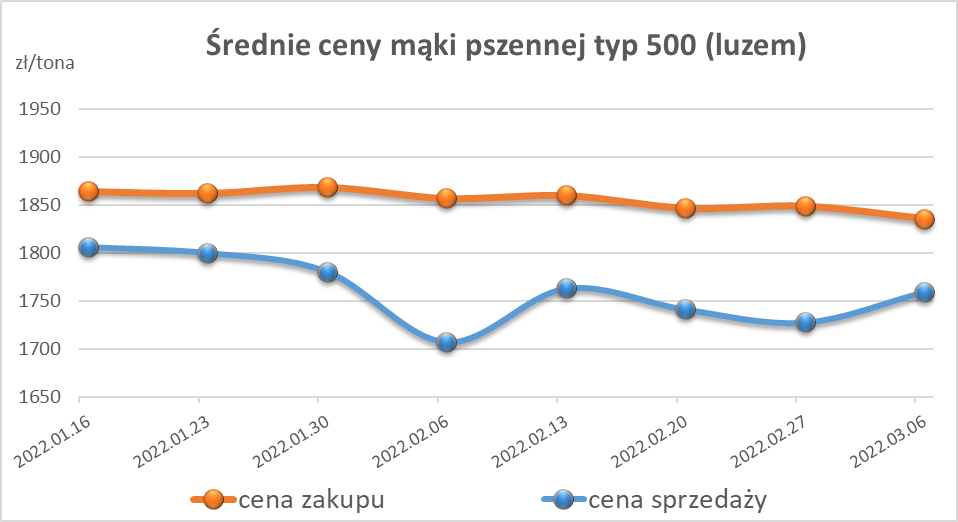 Średnie ceny mąki pszennej typ 500 (luzem)
zł/tona
1950
1900
1850
1800
1750
1700
1650
2022.01.16 2022.01.23 2022.01.30 2022.02.06 2022.02.13 2022.02.20 2022.02.27 2022.03.06
cena zakupu cena sprzedaży